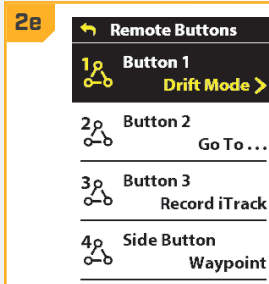 2e
Remote Buttons
1 Button 1
Drift Mode >
2 Button 2
Go To...
3 Button 3
Record iTrack
4 Side Button
Waypoint